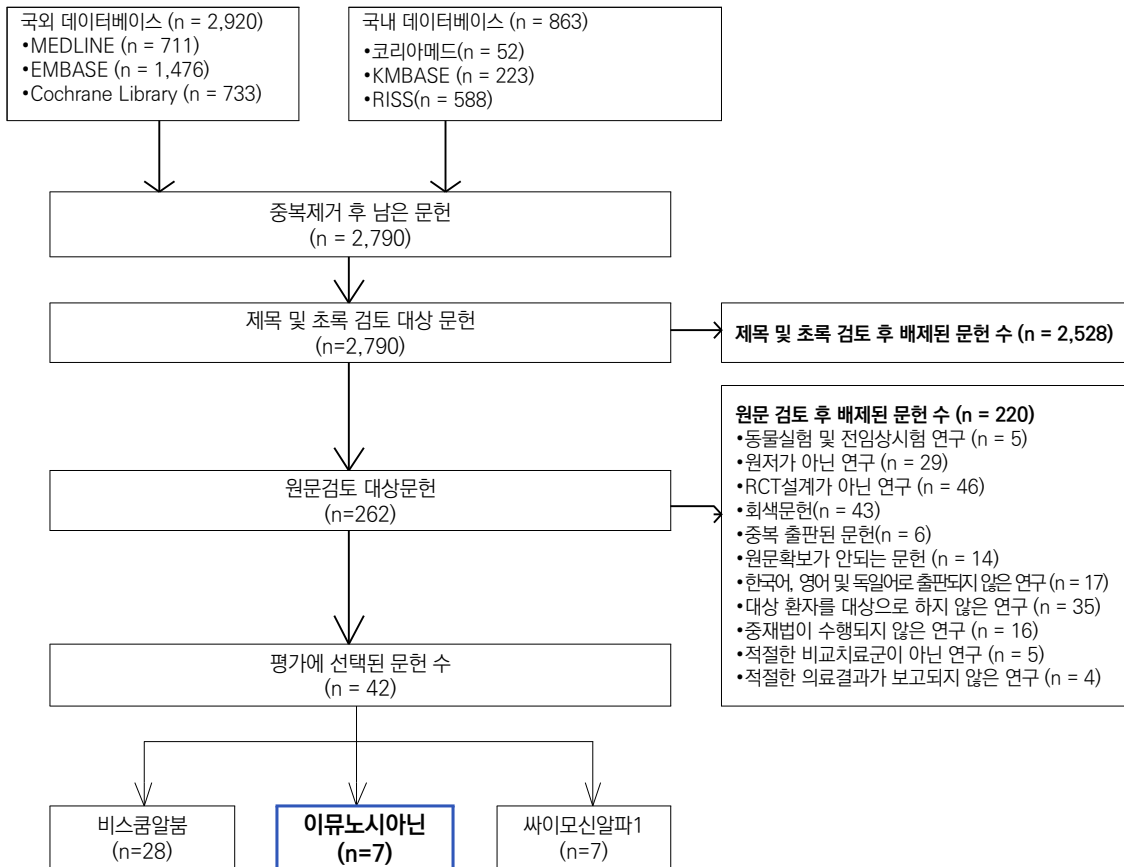 국외 데이터베이스 (n = 2,920)
•MEDLINE (n = 711)
•EMBASE (n = 1,476)
•Cochrane Library (n = 733)
국내 데이터베이스 (n = 863)
•코리아메드(n = 52)
•KMBASE (n = 223)
•RISS(n = 588)
중복제거 후 남은 문헌
(n = 2,790)
제목 및 초록 검토 대상 문헌
(n=2,790)
제목 및 초록 검토 후 배제된 문헌 수 (n = 2,528)
원문검토 대상문헌
(n=262)
원문 검토 후 배제된 문헌 수 (n = 220)
•동물실험 및 전임상시험 연구 (n = 5)
•원저가 아닌 연구 (n = 29)
•RCT설계가 아닌 연구 (n = 46)
•회색문헌(n = 43)
•중복 출판된 문헌(n = 6)
•원문확보가 안되는 문헌 (n = 14)
•한국어, 영어 및 독일어로 출판되지 않은 연구 (n = 17)
•대상 환자를 대상으로 하지 않은 연구 (n = 35)
•중재법이 수행되지 않은 연구 (n = 16)
•적절한 비교치료군이 아닌 연구 (n = 5)
•적절한 의료결과가 보고되지 않은 연구 (n = 4)
평가에 선택된 문헌 수
(n = 42)
비스쿰알붐
(n=28)
이뮤노시아닌
(n=7)
싸이모신알파1
(n=7)